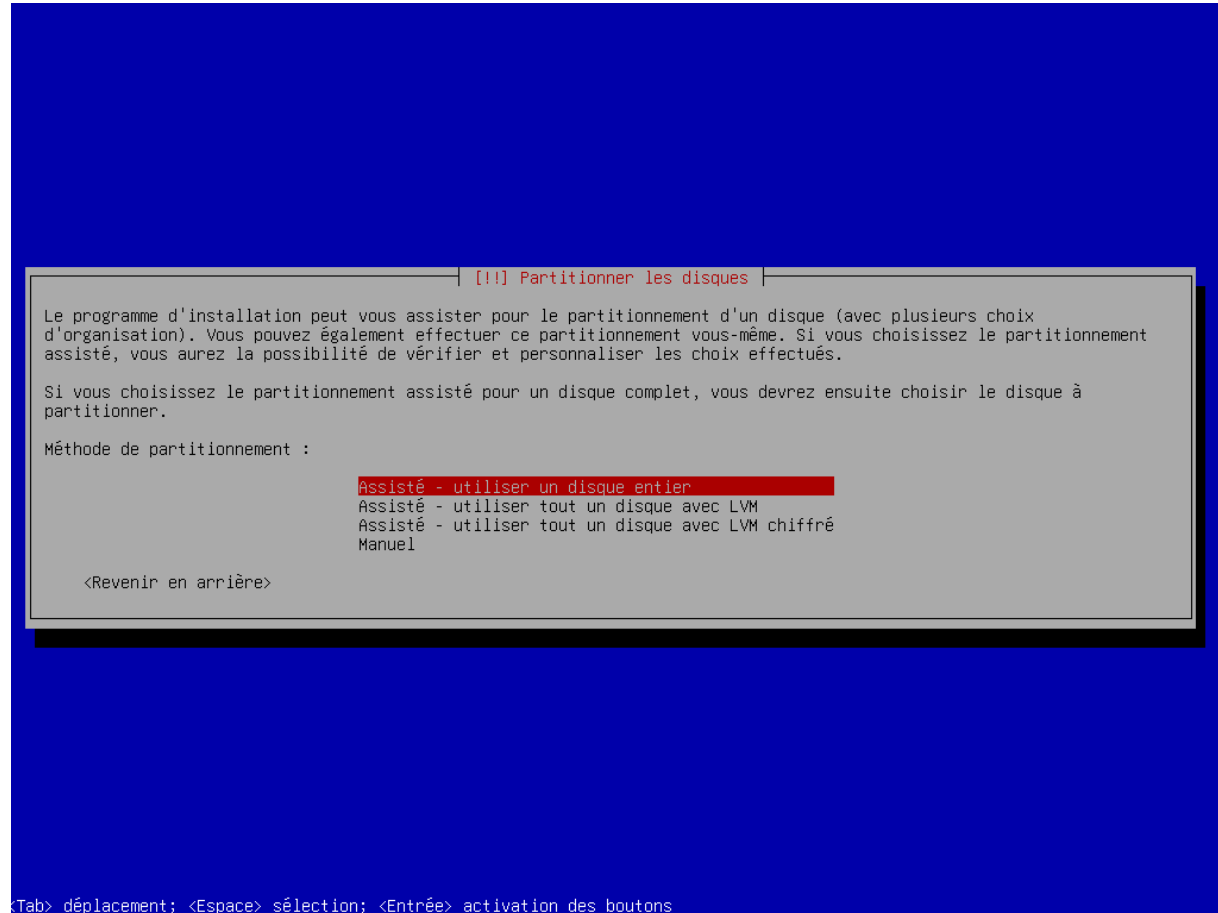 [!!] Partitionner les disques
Le programme d'installation peut vous assister pour le partitionnement d'un disque (avec plusieurs choix
d'organisation). Vous pouvez également effectuer ce partitionnement vous-même. Si vous choisissez le partitionnement
assisté, vous aurez la possibilité de vérifier et personnaliser les choix effectués.
Si vous choisissez le partitionnement assisté pour un disque complet, vous devrez ensuite choisir le disque à
partitionner.
Méthode de partitionnement :
Assisté - utiliser un disque entier
Assisté - utiliser tout un disque avec LVM
Assisté - utiliser tout un disque avec LVM chiffré
Manuel
<Revenir en arrière>
<Tab> déplacement; <Espace> sélection; <Entrée> activation des boutons